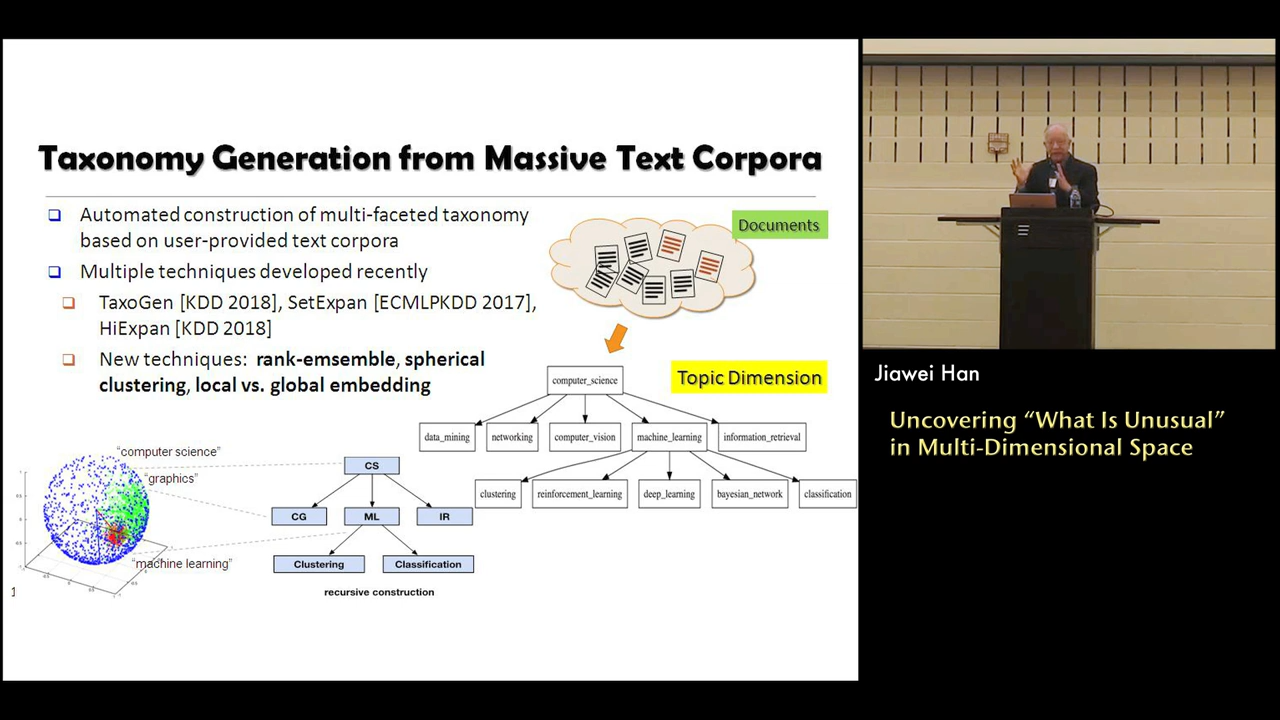 Taxonomy Generation from Massive Text Corpora
Automated construction of multi-faceted taxonomy
based on user-provided text corpora
Multiple techniques developed recently
TaxoGen [KDD 2018], SetExpan [ECMLPKDD 2017],
HiExpan [KDD 2018]
New techniques: rank-emsemble, spherical
clustering, local vs. global embedding
Documents
Topic Dimension
computer_science
data_mining networking computer_vision machine_learning information_retrieval
clustering reinforcement_learning deep_learning bayesian_network classification
"computer science"
"graphics"
"machine learning"
CS
CG ML IR
Clustering Classification
recursive construction
1
Jiawei Han
Uncovering “What Is Unusual”
in Multi-Dimensional Space